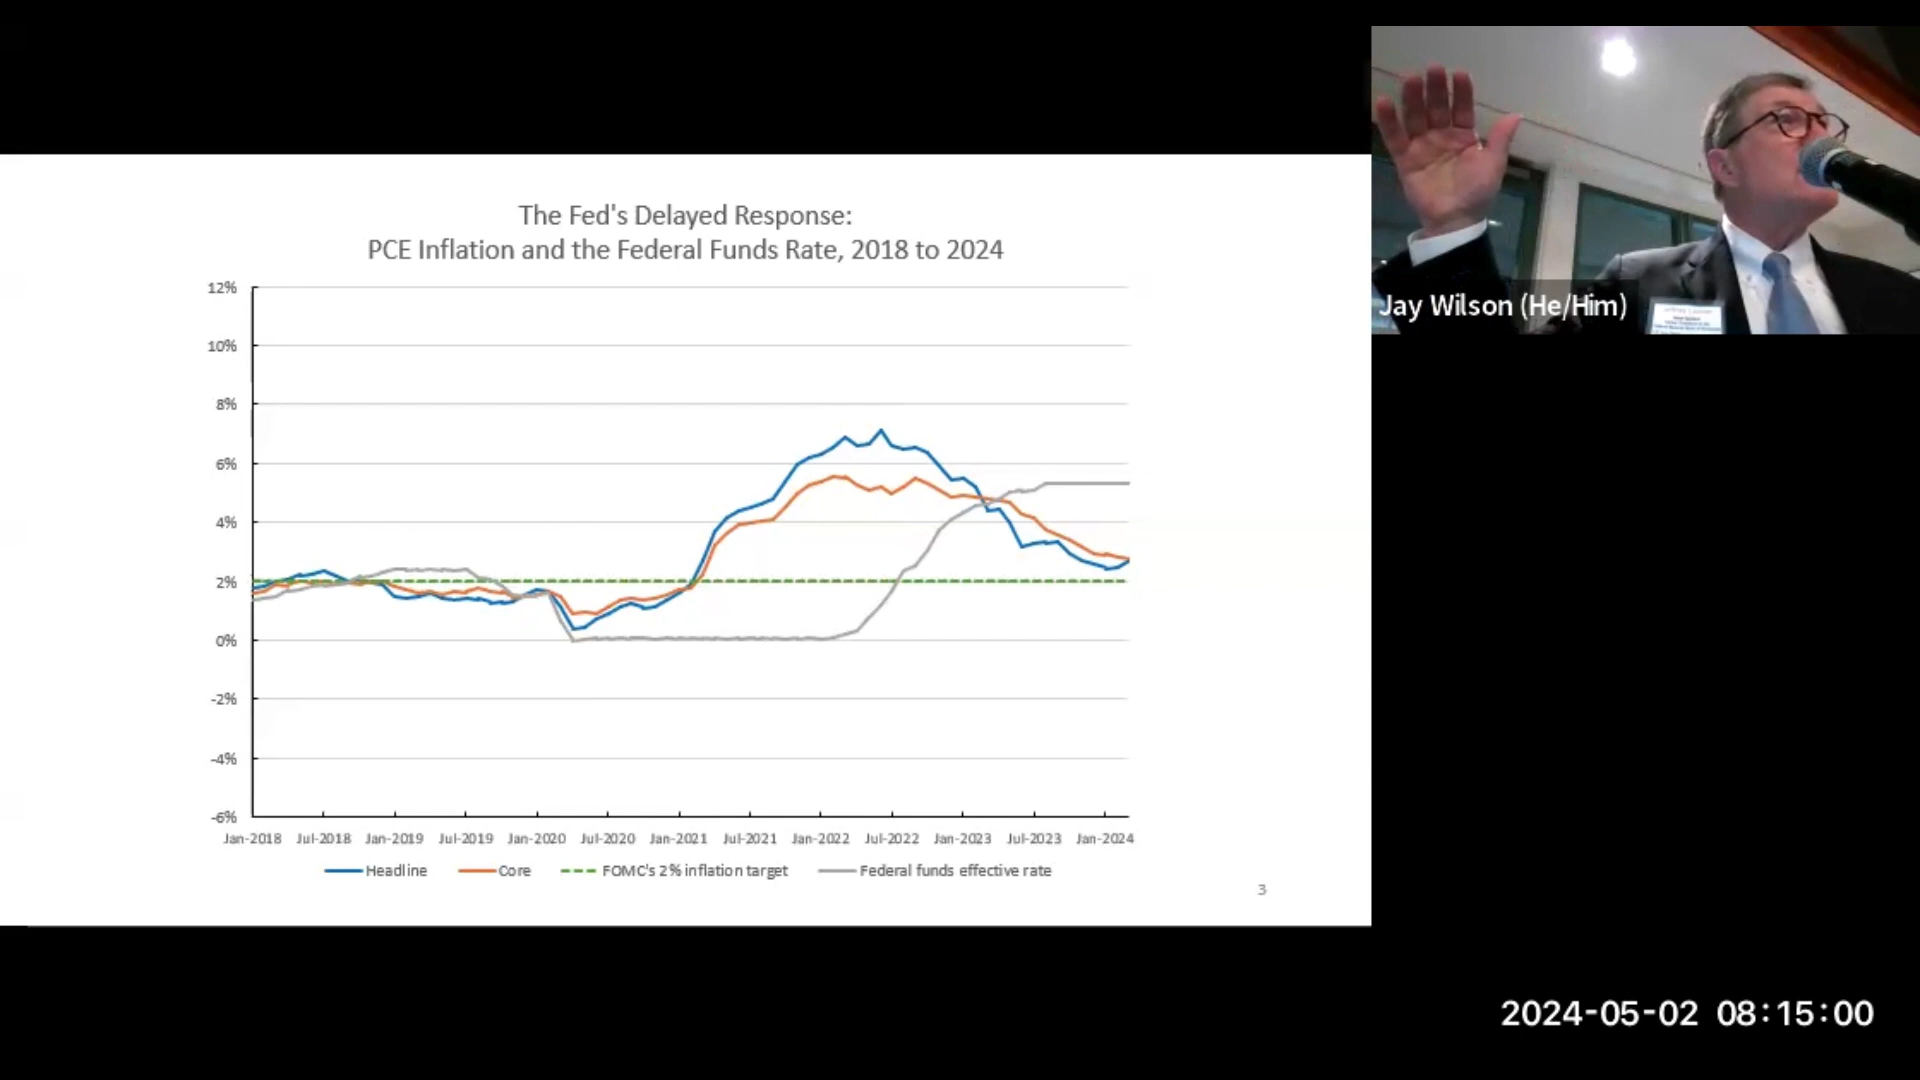 The Fed's Delayed Response:
PCE Inflation and the Federal Funds Rate, 2018 to 2024
12%
10%
8%
6%
4%
2%
0%
-2%
-4%
-6%
Jan-2018 Jul-2018 Jan-2019 Jul-2019 Jan-2020 Jul-2020 Jan-2021 Jul-2021 Jan-2022 Jul-2022 Jan-2023 Jul-2023 Jan-2024
Headline Core FOMC's 2% inflation target Federal funds effective rate
3
Jay Wilson (He/Him)
2024-05-02 08:15:00